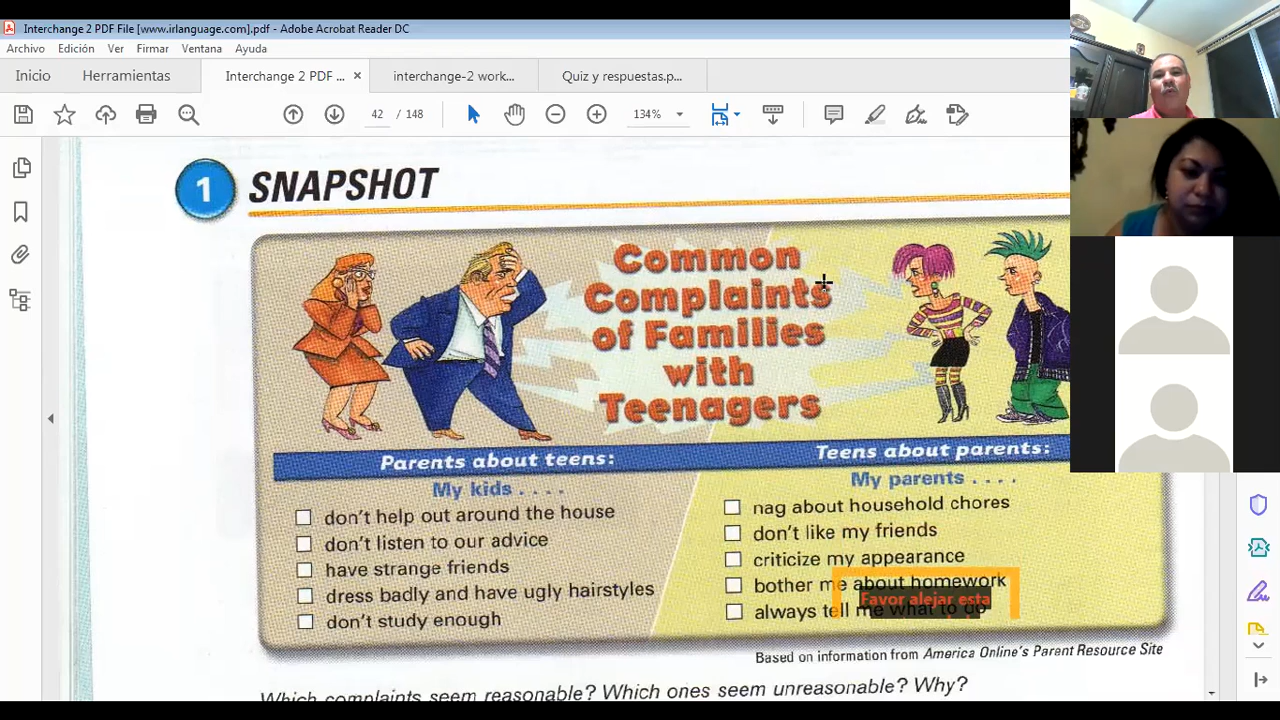 Interchange 2 PDF File [www.irlanguage.com].pdf - Adobe Acrobat Reader DC
Archivo Edición Ver Firmar Ventana Ayuda
Inicio Herramientas Interchange 2 PDF ... × interchange-2 work... Quiz y respuestas.p...
42 / 148 134%
1 SNAPSHOT
Common
Complaints
of Families
with
Teenagers
Parents about teens:
My kids . . . .
don't help out around the house
don't listen to our advice
have strange friends
dress badly and have ugly hairstyles
don't study enough
Teens about parents:
My parents . . . .
nag about household chores
don't like my friends
criticize my appearance
bother me about homework
always tell me what to do
Favor alejar esta
Based on information from America Online's Parent Resource Site
Which complaints seem reasonable? Which ones seem unreasonable? Why?